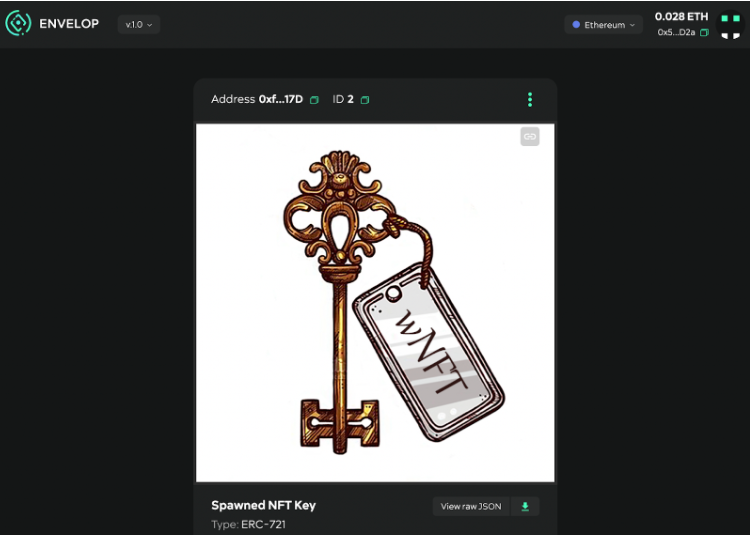 ENVELOP
v.1.0
Ethereum
0.028 ETH
0x5...D2a
Address 0xf...17D ID 2
wNFT
Spawned NFT Key
View raw JSON
Type: ERC-721